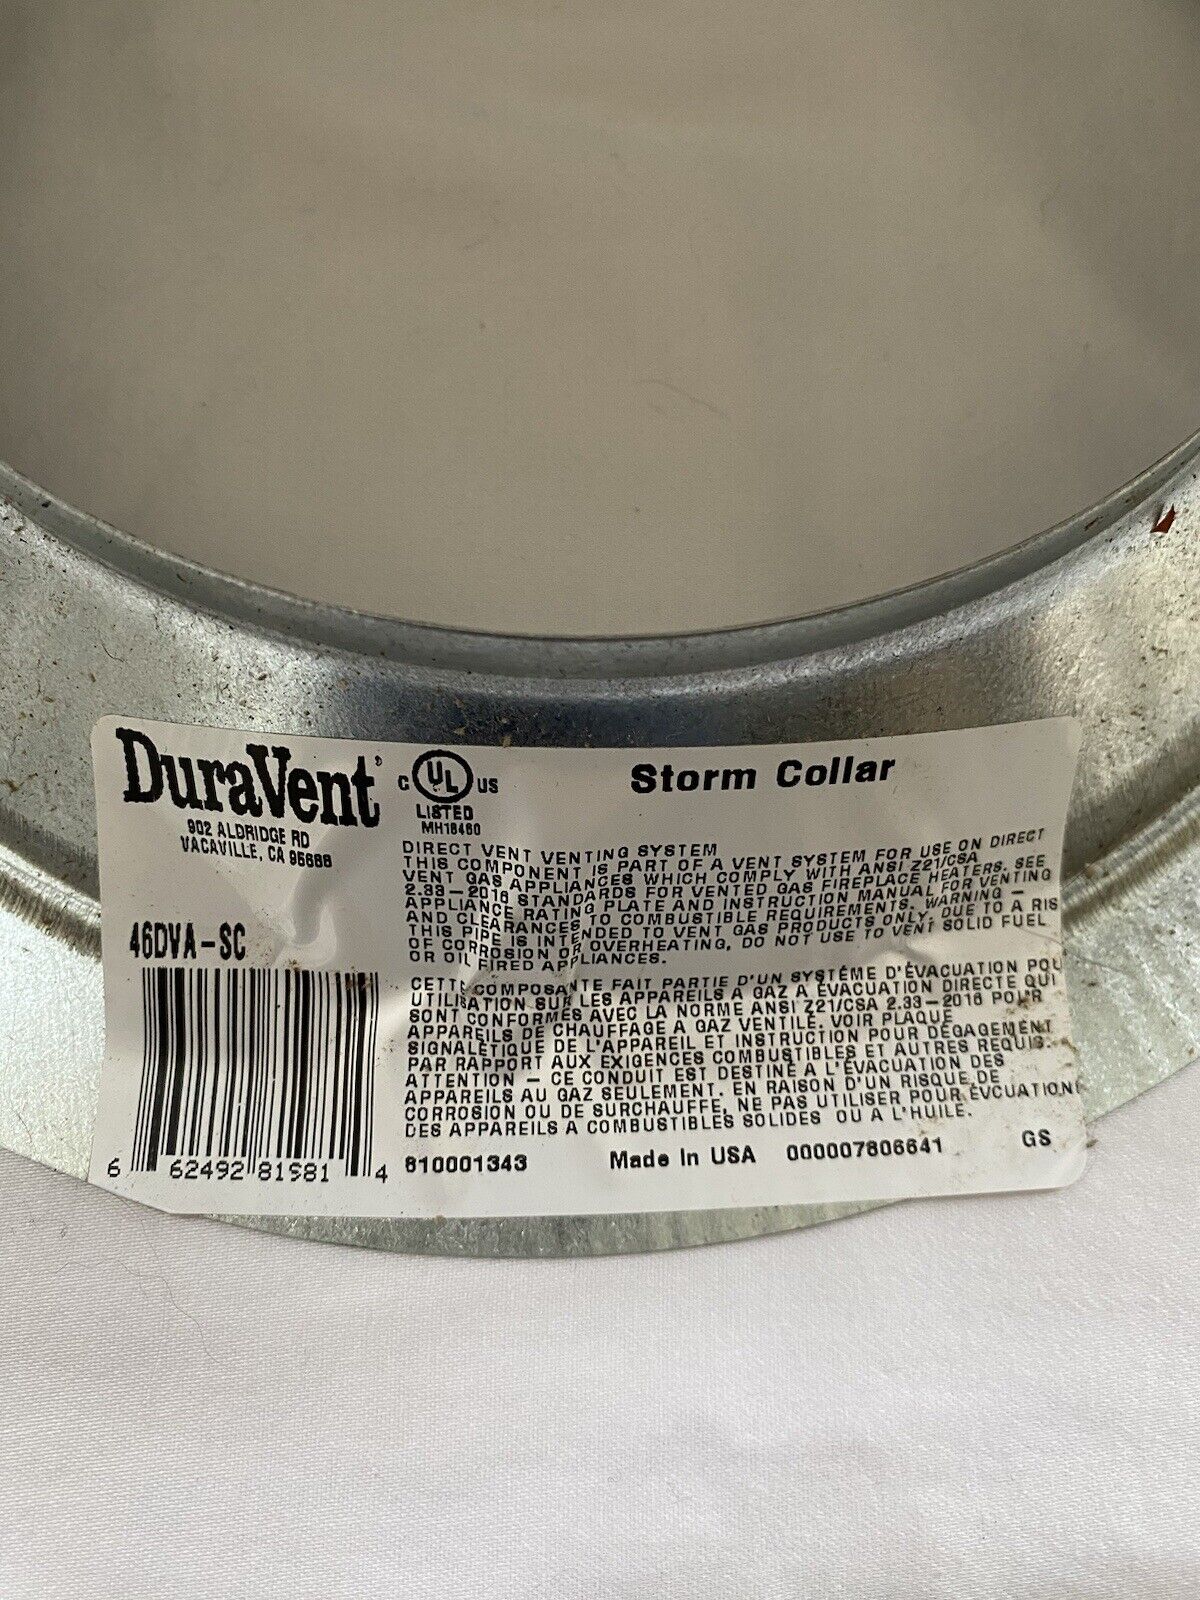 DuraVent®
902 ALDRIDGE RD
VACAVILLE, CA 95688
C UL US
LISTED
MH18460
Storm Collar
46DVA-SC
DIRECT VENT VENTING SYSTEM
THIS COMPONENT IS PART OF A VENT SYSTEM FOR USE ON DIRECT
VENT GAS APPLIANCES WHICH COMPLY WITH ANSI Z21/CSA
2.33-2016 STANDARDS FOR VENTED GAS FIREPLACE HEATERS. SEE
APPLIANCE RATING PLATE AND INSTRUCTION MANUAL FOR VENTING
AND CLEARANCES TO COMBUSTIBLE REQUIREMENTS. WARNING -
THIS PIPE IS INTENDED TO VENT GAS PRODUCTS ONLY. DUE TO A RIS
OF CORROSION OR OVERHEATING, DO NOT USE TO VENT SOLID FUEL
OR OIL FIRED APPLIANCES.
CETTE COMPOSANTE FAIT PARTIE D'UN SYSTÉME D'ÉVACUATION POU
UTILISATION SUR LES APPAREILS A GAZ A ÉVACUATION DIRECTE QUI
SONT CONFORMES AVEC LA NORME ANSI Z21/CSA 2.33-2016 POUR
APPAREILS DE CHAUFFAGE A GAZ VENTILÉ. VOIR PLAQUE
SIGNALÉTIQUE DE L'APPAREIL ET INSTRUCTION POUR DÉGAGEMENT
PAR RAPPORT AUX EXIGENCES COMBUSTIBLES ET AUTRES REQUIS.
ATTENTION - CE CONDUIT EST DESTINÉ A L'ÉVACUATION DES
APPAREILS AU GAZ SEULEMENT. EN RAISON D'UN RISQUE DE
CORROSION OU DE SURCHAUFFE, NE PAS UTILISER POUR ÉVCUATION
DES APPAREILS A COMBUSTIBLES SOLIDES OU A L'HUILE.
6 62492 81981 4
810001343 Made In USA 000007806641 GS